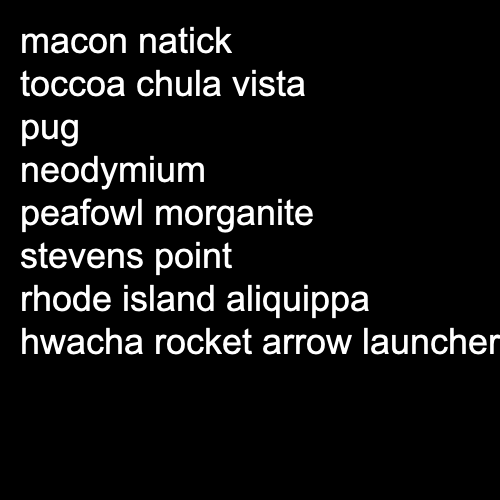 macon natick
toccoa chula vista
pug
neodymium
peafowl morganite
stevens point
rhode island aliquippa
hwacha rocket arrow launcher